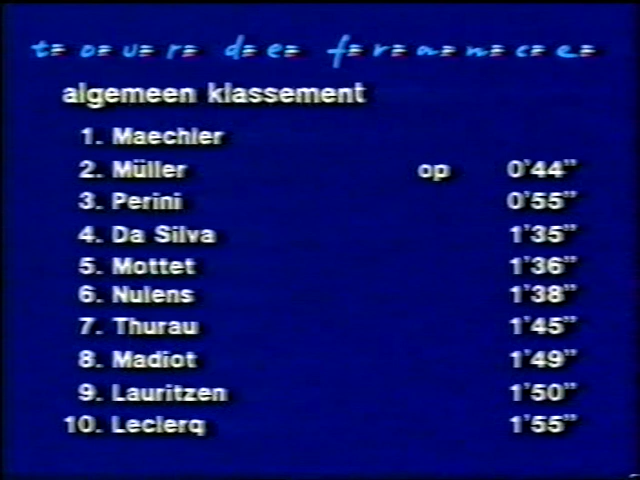 tour de france
algemeen klassement
1. Maechler
2. Müller op 0'44"
3. Perini 0'55"
4. Da Silva 1'35"
5. Mottet 1'36"
6. Nulens 1'38"
7. Thurau 1'45"
8. Madiot 1'49"
9. Lauritzen 1'50"
10. Leclerq 1'55"